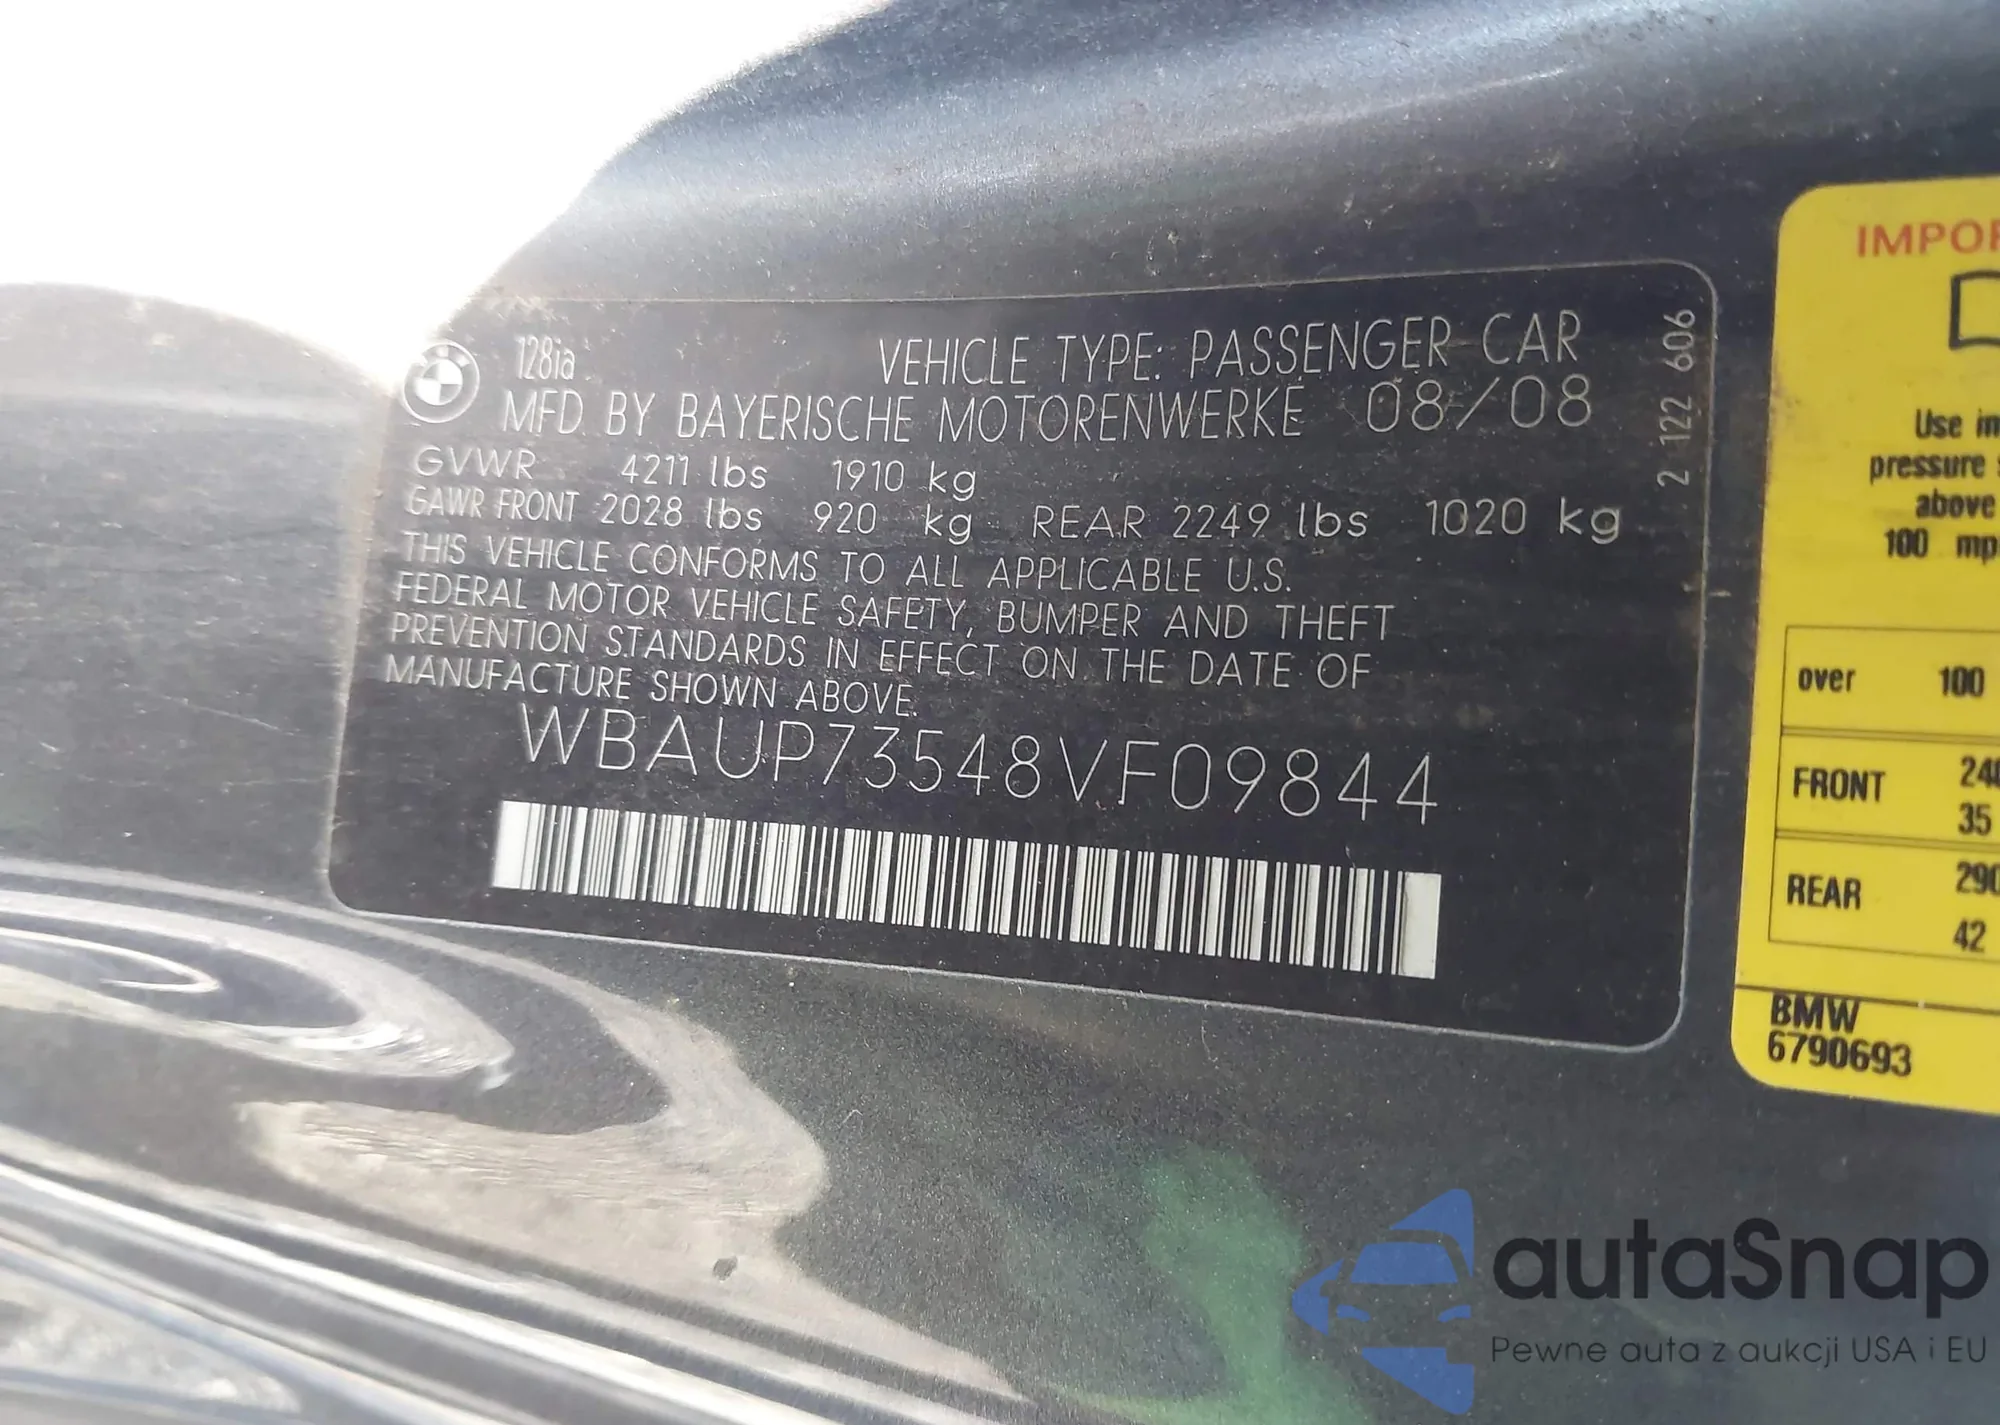 128ia
VEHICLE TYPE: PASSENGER CAR
MFD BY BAYERISCHE MOTORENWERKE 08/08
GVWR 4211 lbs 1910 kg
GAWR FRONT 2028 lbs 920 kg REAR 2249 lbs 1020 kg
THIS VEHICLE CONFORMS TO ALL APPLICABLE U.S.
FEDERAL MOTOR VEHICLE SAFETY, BUMPER AND THEFT
PREVENTION STANDARDS IN EFFECT ON THE DATE OF
MANUFACTURE SHOWN ABOVE.
WBAUP73548VF09844
2 122 606
IMPOR
Use in
pressure
above
100 mp
over 100
FRONT 240
35
REAR 290
42
BMW
6790693
autaSnap
Pewne auta z aukcji USA i EU